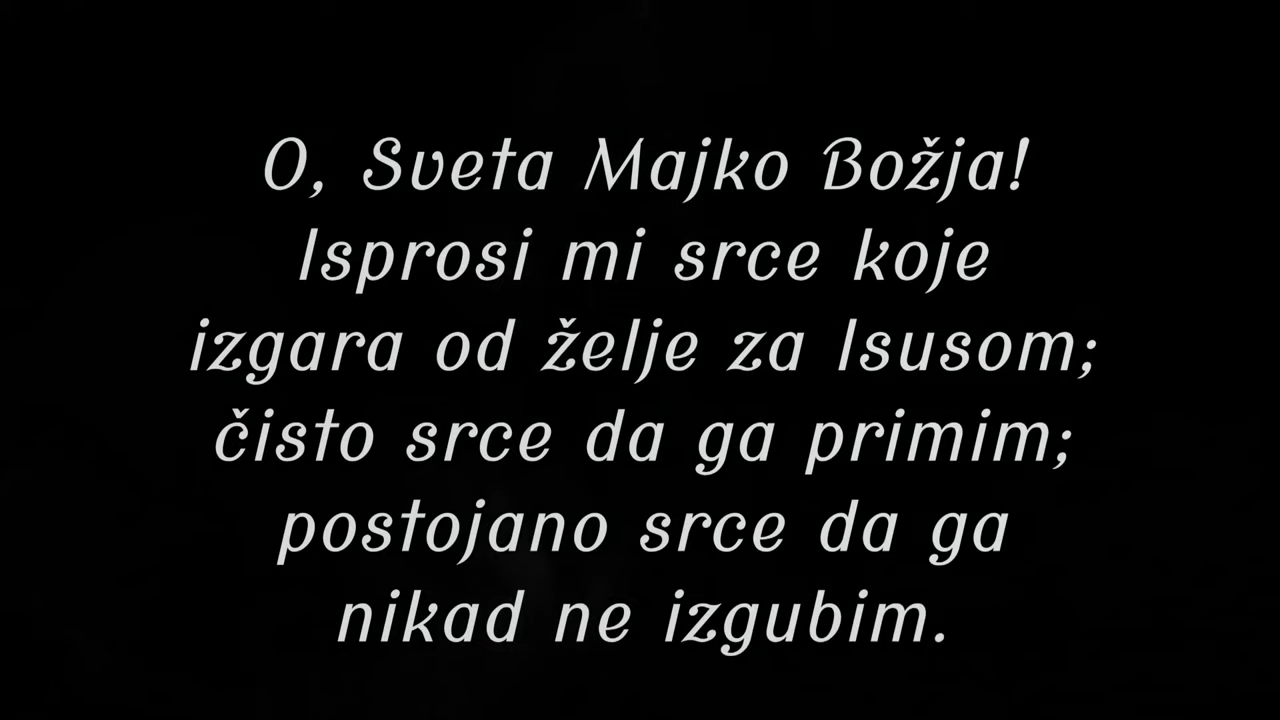 O, Sveta Majko Božja!
Isprosi mi srce koje
izgara od želje za Isusom;
čisto srce da ga primim;
postojano srce da ga
nikad ne izgubim.